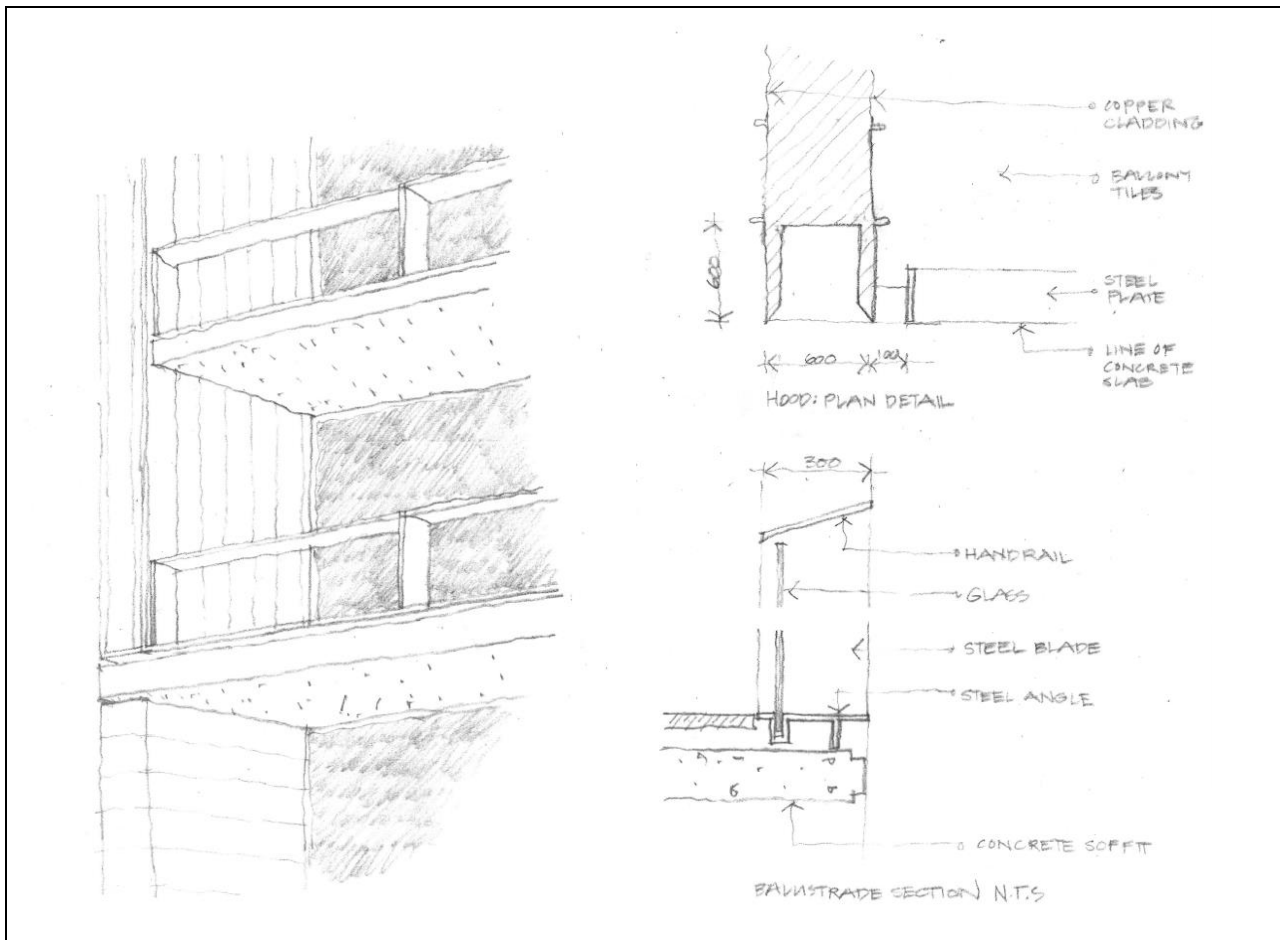 COPPER
CLADDING
BALCONY
TILES
600
STEEL
PLATE
LINE OF
CONCRETE
SLAB
600
100
HOOD: PLAN DETAIL
300
HANDRAIL
GLASS
STEEL BLADE
STEEL ANGLE
CONCRETE SOFFIT
BALUSTRADE SECTION N.T.S